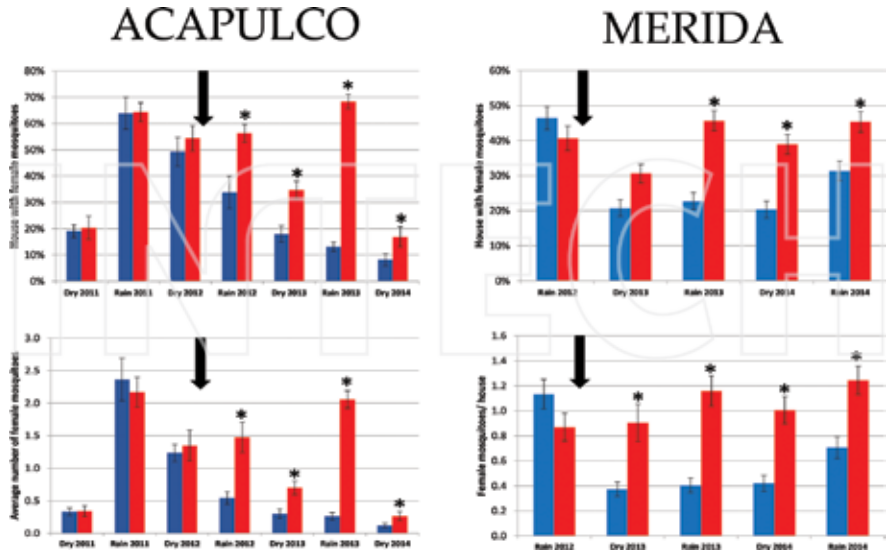 ACAPULCO
MERIDA
House with female mosquitoes
80%
70%
60%
50%
40%
30%
20%
10%
0%
* * * *
Dry 2011 Rain 2011 Dry 2012 Rain 2012 Dry 2013 Rain 2013 Dry 2014
House with female mosquitoes
60%
50%
40%
30%
20%
10%
0%
* * *
Rain 2012 Dry 2013 Rain 2013 Dry 2014 Rain 2014
Average number of female mosquitoes
3.0
2.5
2.0
1.5
1.0
0.5
0.0
* * * *
Dry 2011 Rain 2011 Dry 2012 Rain 2012 Dry 2013 Rain 2013 Dry 2014
Female mosquitoes/ house
1.6
1.4
1.2
1.0
0.8
0.6
0.4
0.2
0.0
* * * *
Rain 2012 Dry 2013 Rain 2013 Dry 2014 Rain 2014
INTECH